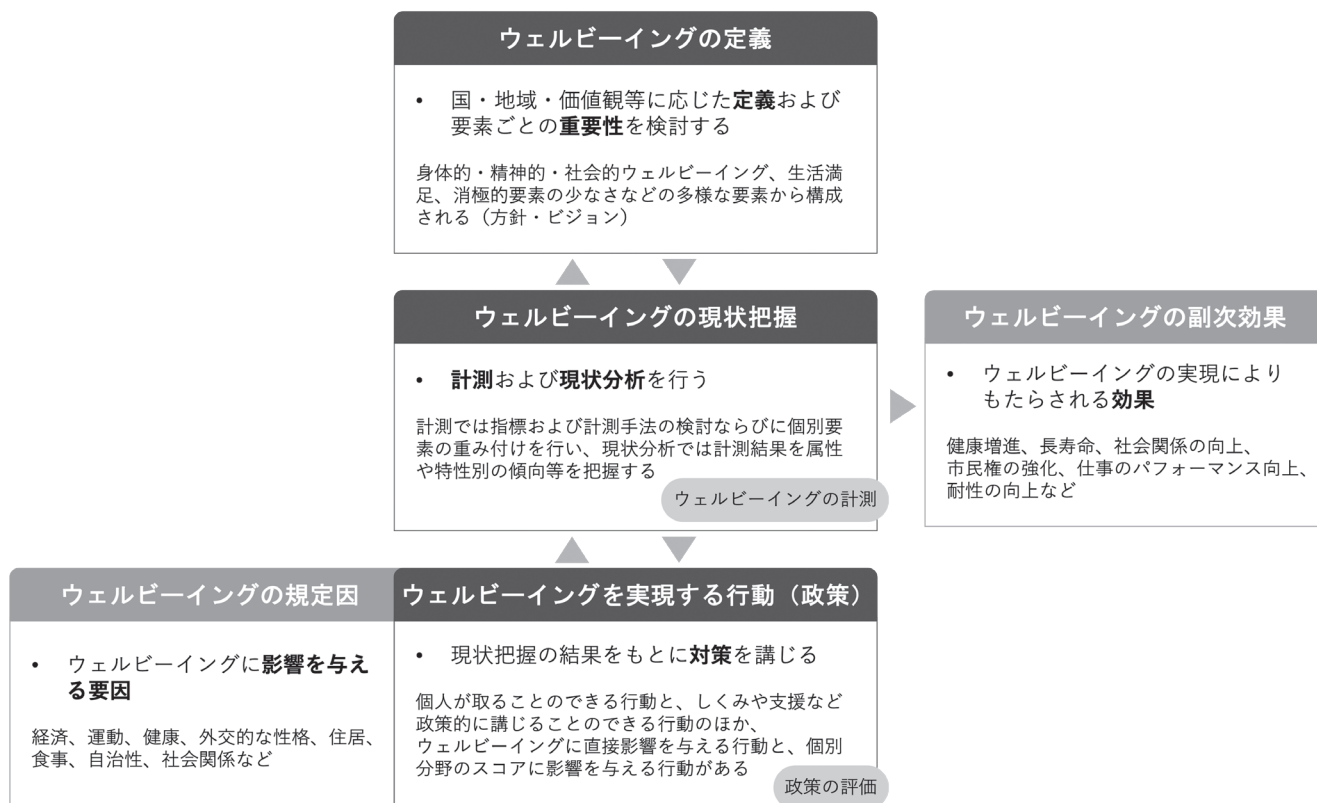 ウェルビーイングの定義
• 国・地域・価値観等に応じた定義および
要素ごとの重要性を検討する
身体的・精神的・社会的ウェルビーイング、生活満
足、消極的要素の少なさなどの多様な要素から構成
される（方針・ビジョン）
ウェルビーイングの現状把握
• 計測および現状分析を行う
計測では指標および計測手法の検討ならびに個別要
素の重み付けを行い、現状分析では計測結果を属性
や特性別の傾向等を把握する
ウェルビーイングの計測
ウェルビーイングの副次効果
• ウェルビーイングの実現により
もたらされる効果
健康増進、長寿命、社会関係の向上、
市民権の強化、仕事のパフォーマンス向上、
耐性の向上など
ウェルビーイングの規定因
• ウェルビーイングに影響を与え
る要因
経済、運動、健康、外交的な性格、住居、
食事、自治性、社会関係など
ウェルビーイングを実現する行動（政策）
• 現状把握の結果をもとに対策を講じる
個人が取ることのできる行動と、しくみや支援など
政策的に講じることのできる行動のほか、
ウェルビーイングに直接影響を与える行動と、個別
分野のスコアに影響を与える行動がある
政策の評価